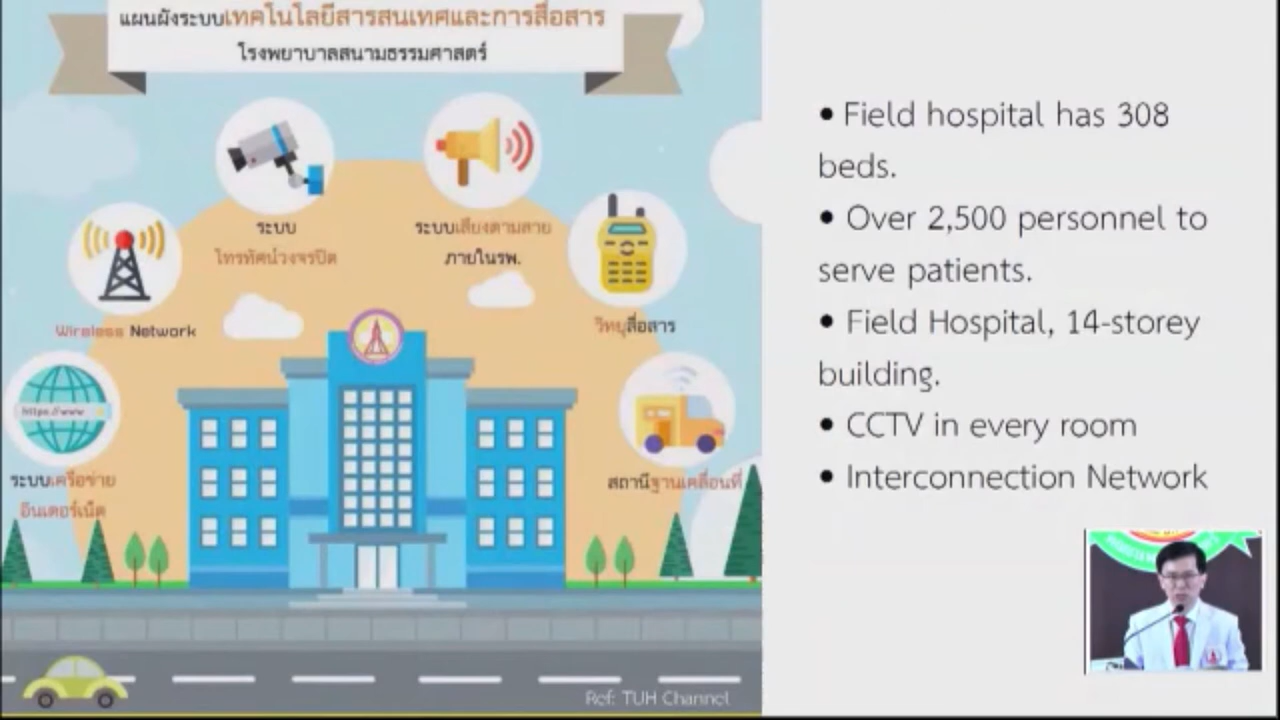 แผนผังระบบเทคโนโลยีสารสนเทศและการสื่อสาร
โรงพยาบาลสนามธรรมศาสตร์
ระบบ
โทรทัศน์วงจรปิด
ระบบเสียงตามสาย
ภายในรพ.
Wireless Network
วิทยุสื่อสาร
https://www
ระบบเครือข่าย
อินเตอร์เน็ต
สถานีฐานเคลื่อนที่
Ref: TUH Channel
• Field hospital has 308
beds.
• Over 2,500 personnel to
serve patients.
• Field Hospital, 14-storey
building.
• CCTV in every room
• Interconnection Network